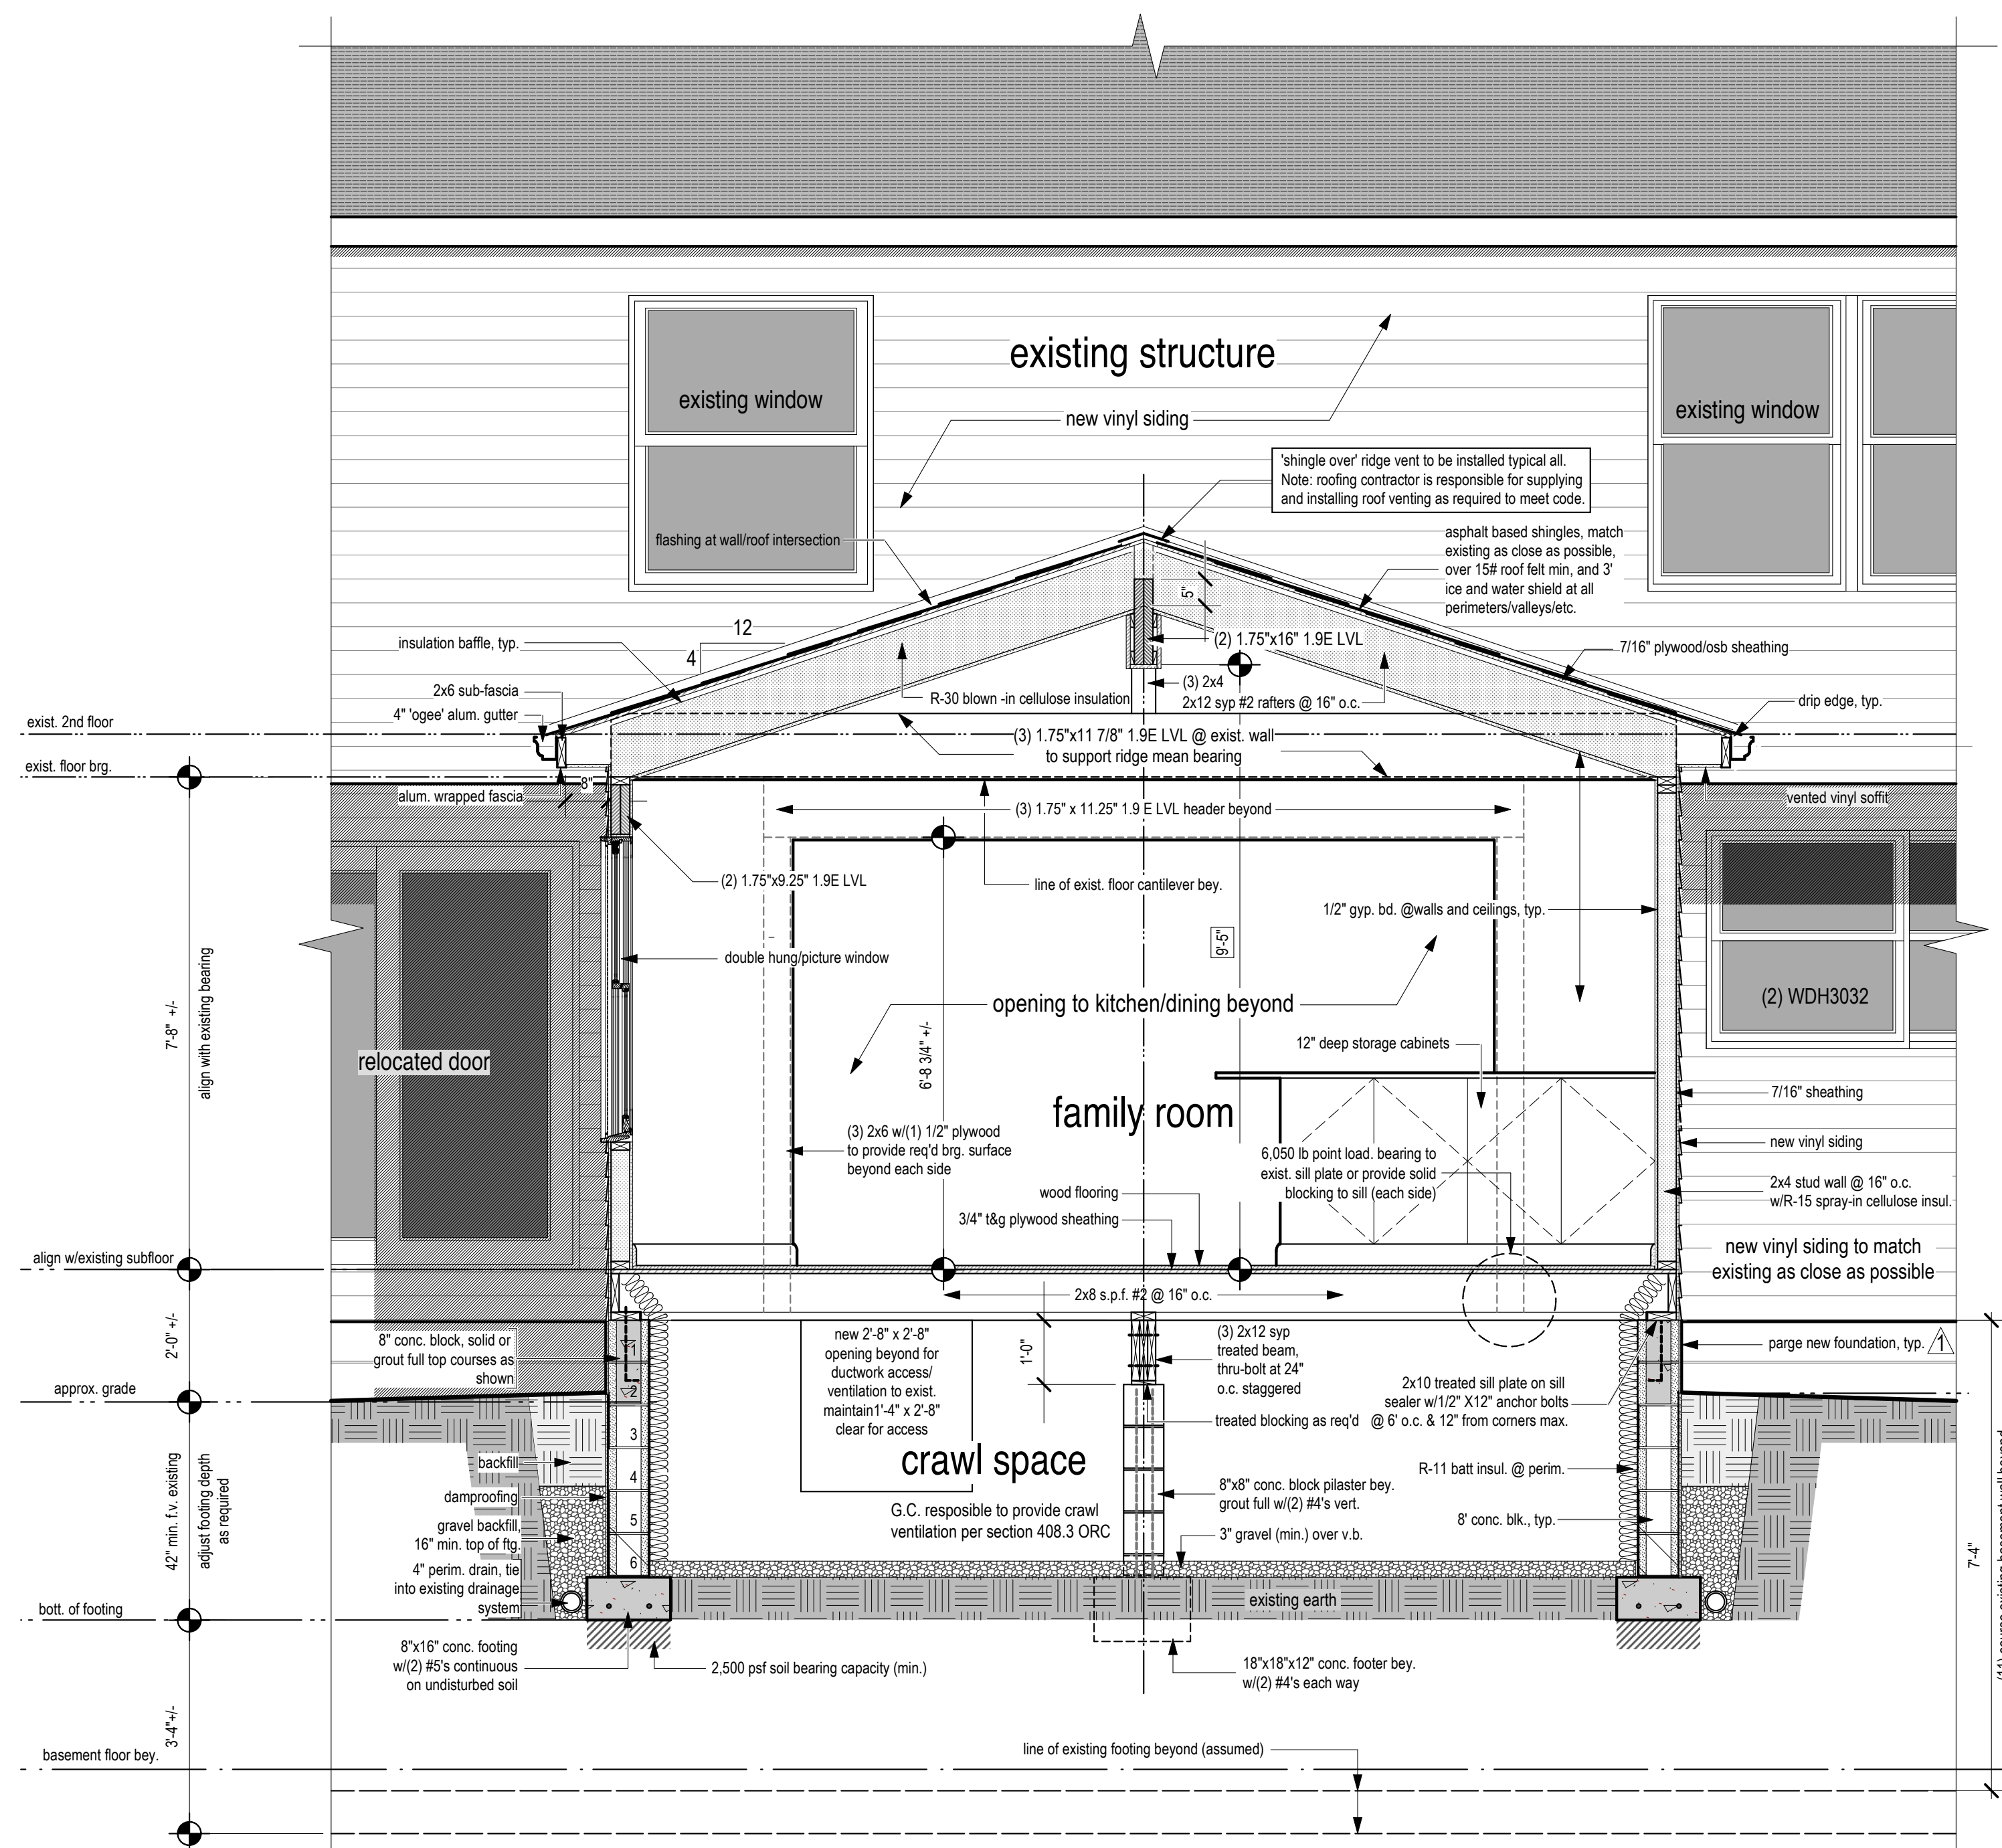 existing structure
existing window
existing window
new vinyl siding
'shingle over' ridge vent to be installed typical all.
Note: roofing contractor is responsible for supplying
and installing roof venting as required to meet code.
flashing at wall/roof intersection
asphalt based shingles, match
existing as close as possible,
over 15# roof felt min, and 3'
ice and water shield at all
perimeters/valleys/etc.
5"
12
4
insulation baffle, typ.
(2) 1.75"x16" 1.9E LVL
7/16" plywood/osb sheathing
2x6 sub-fascia
R-30 blown -in cellulose insulation
(3) 2x4
2x12 syp #2 rafters @ 16" o.c.
drip edge, typ.
4" 'ogee' alum. gutter
exist. 2nd floor
(3) 1.75"x11 7/8" 1.9E LVL @ exist. wall
to support ridge mean bearing
exist. floor brg.
8"
alum. wrapped fascia
vented vinyl soffit
(3) 1.75" x 11.25" 1.9 E LVL header beyond
(2) 1.75"x9.25" 1.9E LVL
line of exist. floor cantilever bey.
1/2" gyp. bd. @walls and ceilings, typ.
9'-5"
double hung/picture window
opening to kitchen/dining beyond
(2) WDH3032
7'-8" +/-
align with existing bearing
relocated door
6'-8 3/4" +/-
12" deep storage cabinets
family room
7/16" sheathing
(3) 2x6 w/(1) 1/2" plywood
to provide req'd brg. surface
beyond each side
6,050 lb point load. bearing to
exist. sill plate or provide solid
blocking to sill (each side)
new vinyl siding
2x4 stud wall @ 16" o.c.
w/R-15 spray-in cellulose insul.
wood flooring
3/4" t&g plywood sheathing
new vinyl siding to match
existing as close as possible
align w/existing subfloor
2x8 s.p.f. #2 @ 16" o.c.
2'-0" +/-
8" conc. block, solid or
grout full top courses as
shown
1
2
3
4
5
6
new 2'-8" x 2'-8"
opening beyond for
ductwork access/
ventilation to exist.
maintain1'-4" x 2'-8"
clear for access
1'-0"
(3) 2x12 syp
treated beam,
thru-bolt at 24"
o.c. staggered
parge new foundation, typ.
1
2x10 treated sill plate on sill
sealer w/1/2" X12" anchor bolts
@ 6' o.c. & 12" from corners max.
treated blocking as req'd
approx. grade
crawl space
G.C. resposible to provide crawl
ventilation per section 408.3 ORC
8"x8" conc. block pilaster bey.
grout full w/(2) #4's vert.
3" gravel (min.) over v.b.
R-11 batt insul. @ perim.
8' conc. blk., typ.
42" min. f.v. existing
adjust footing depth
as required
backfill
damproofing
gravel backfill,
16" min. top of ftg.
4" perim. drain, tie
into existing drainage
system
existing earth
bott. of footing
8"x16" conc. footing
w/(2) #5's continuous
on undisturbed soil
2,500 psf soil bearing capacity (min.)
18"x18"x12" conc. footer bey.
w/(2) #4's each way
7'-4"
3'-4"+/-
basement floor bey.
line of existing footing beyond (assumed)